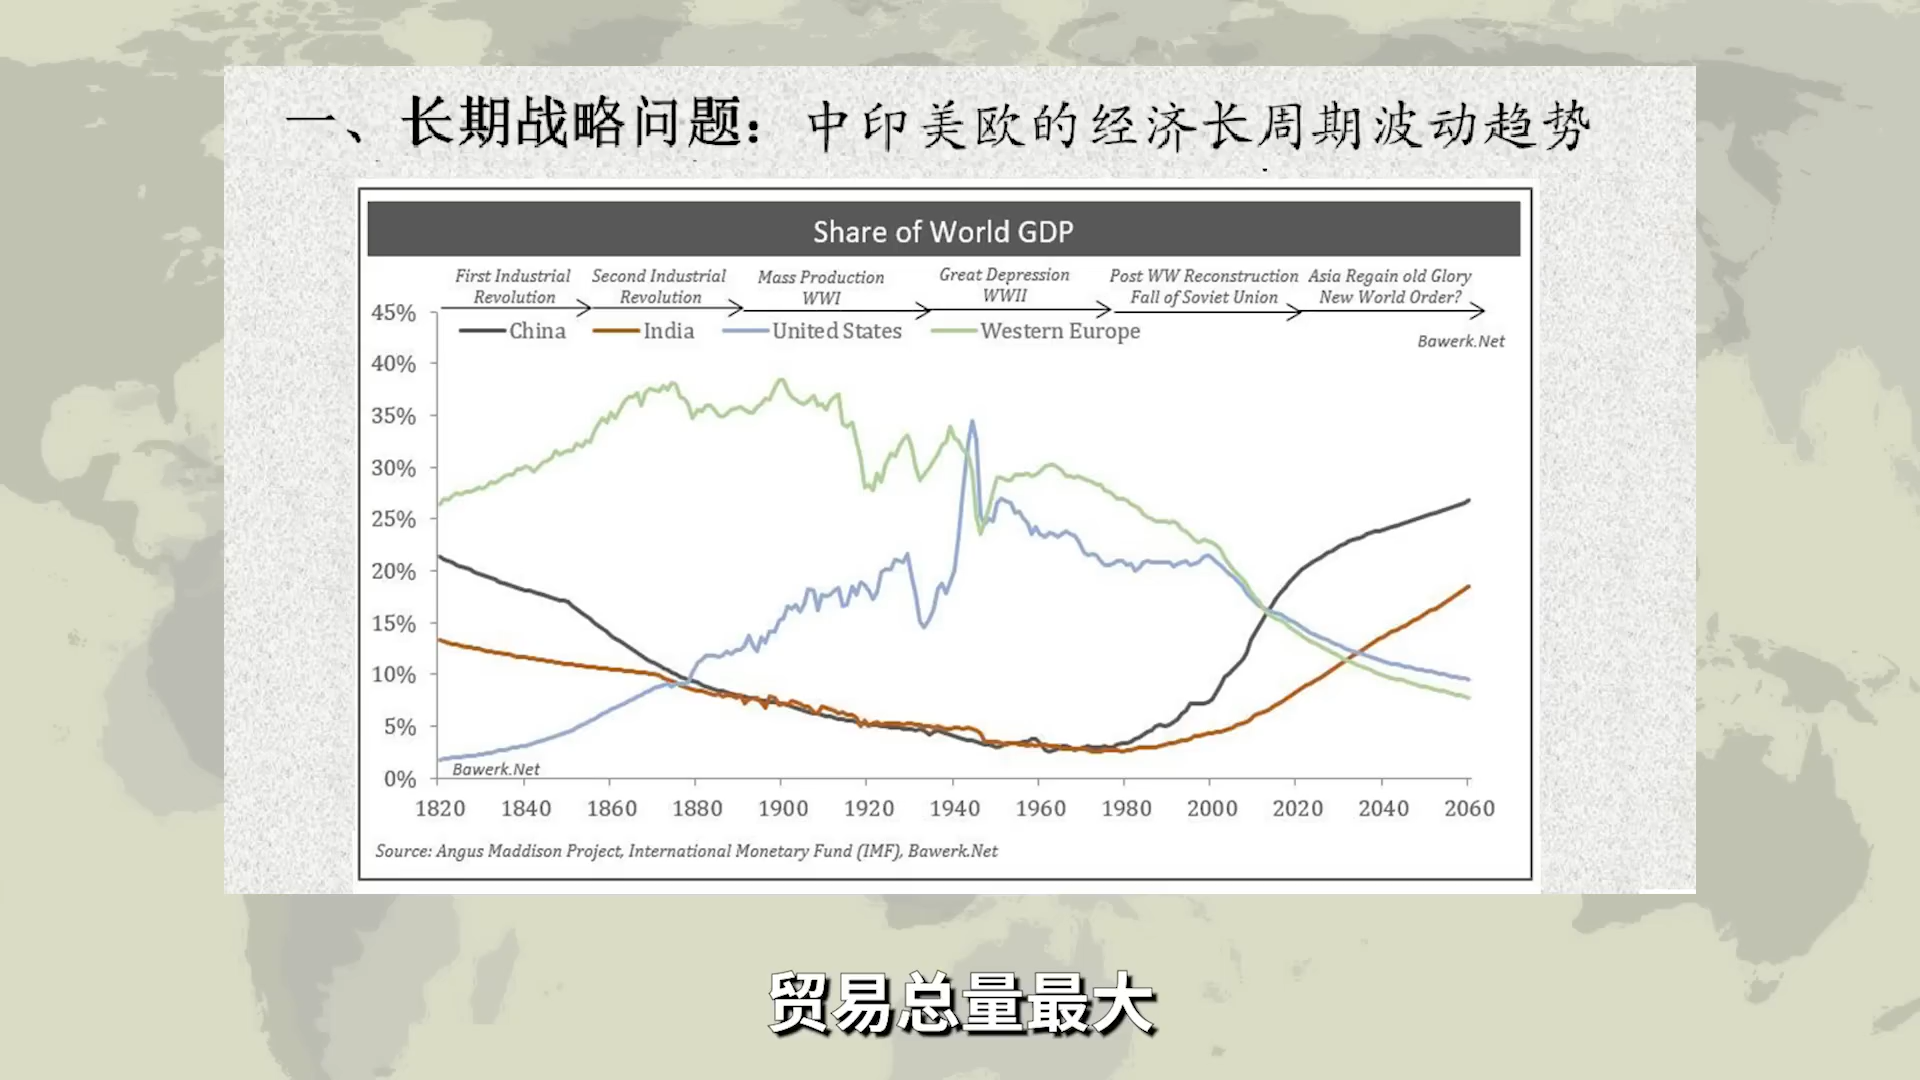 一、长期战略问题：中印美欧的经济长周期波动趋势
Share of World GDP
First Industrial Revolution
Second Industrial Revolution
Mass Production WWI
Great Depression WWII
Post WW Reconstruction Fall of Soviet Union
Asia Regain old Glory New World Order?
China India United States Western Europe
Bawerk.Net
45%
40%
35%
30%
25%
20%
15%
10%
5%
0%
Bawerk.Net
1820 1840 1860 1880 1900 1920 1940 1960 1980 2000 2020 2040 2060
Source: Angus Maddison Project, International Monetary Fund (IMF), Bawerk.Net
贸易总量最大